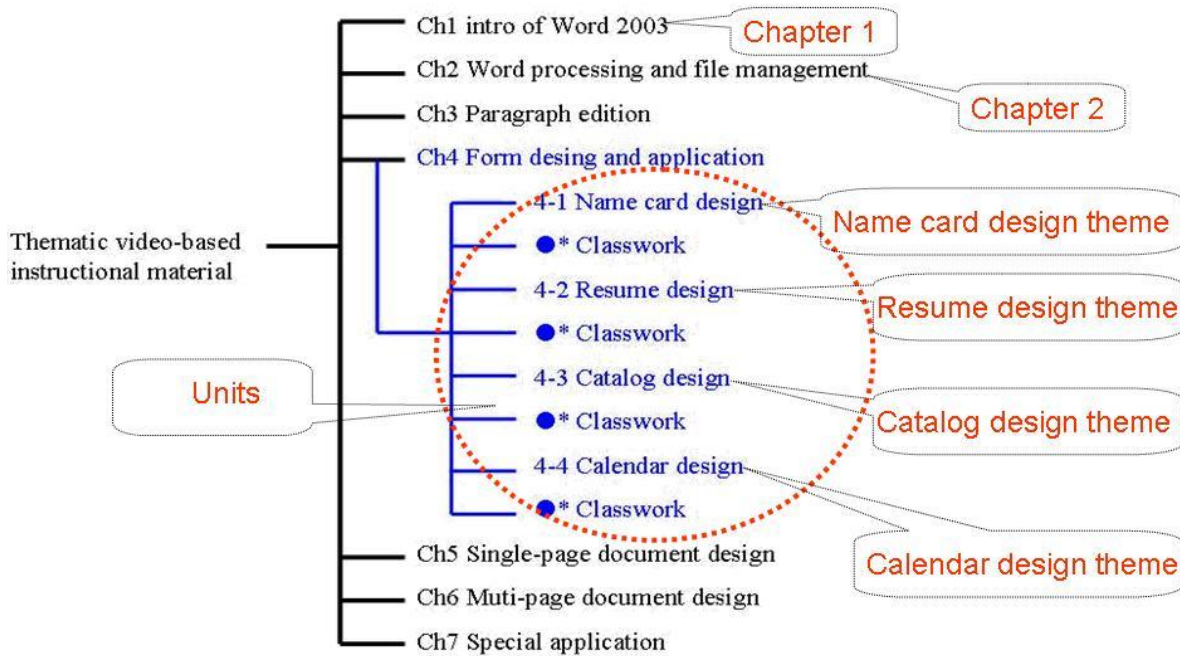 Ch1 intro of Word 2003
Chapter 1
Ch2 Word processing and file management
Chapter 2
Ch3 Paragraph edition
Ch4 Form desing and application
4-1 Name card design
Name card design theme
Thematic video-based
instructional material
●* Classwork
4-2 Resume design
Resume design theme
●* Classwork
Units
4-3 Catalog design
Catalog design theme
●* Classwork
4-4 Calendar design
●* Classwork
Calendar design theme
Ch5 Single-page document design
Ch6 Muti-page document design
Ch7 Special application